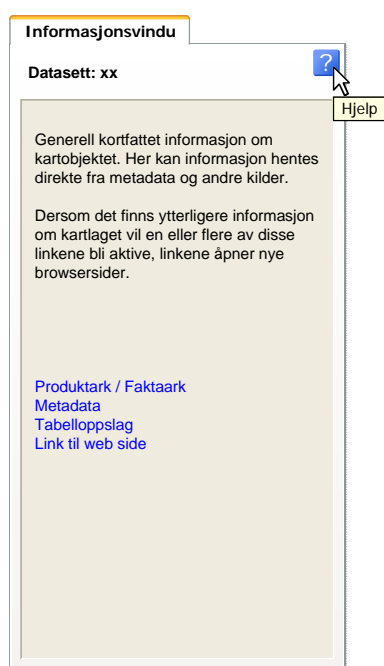 Informasjonsvindu
Datasett: xx
?
Hjelp
Generell kortfattet informasjon om
kartobjektet. Her kan informasjon hentes
direkte fra metadata og andre kilder.
Dersom det finns ytterligere informasjon
om kartlaget vil en eller flere av disse
linkene bli aktive, linkene åpner nye
browsersider.
Produktark / Faktaark
Metadata
Tabelloppslag
Link til web side